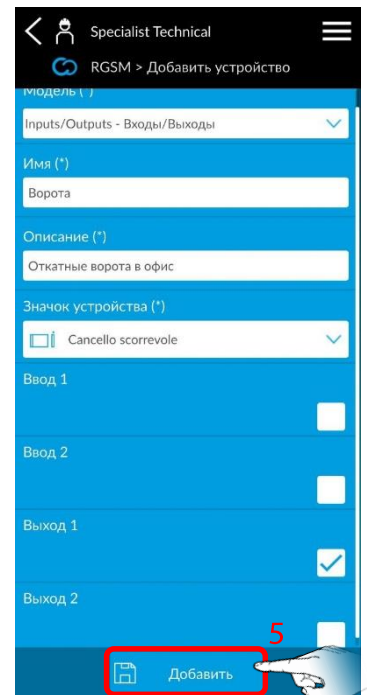 Specialist Technical
RGSM > Добавить устройство
Модель (*)
Inputs/Outputs - Входы/Выходы
Имя (*)
Ворота
Описание (*)
Откатные ворота в офис
Значок устройства (*)
Cancello scorrevole
Ввод 1
Ввод 2
Выход 1
Выход 2
5
Добавить